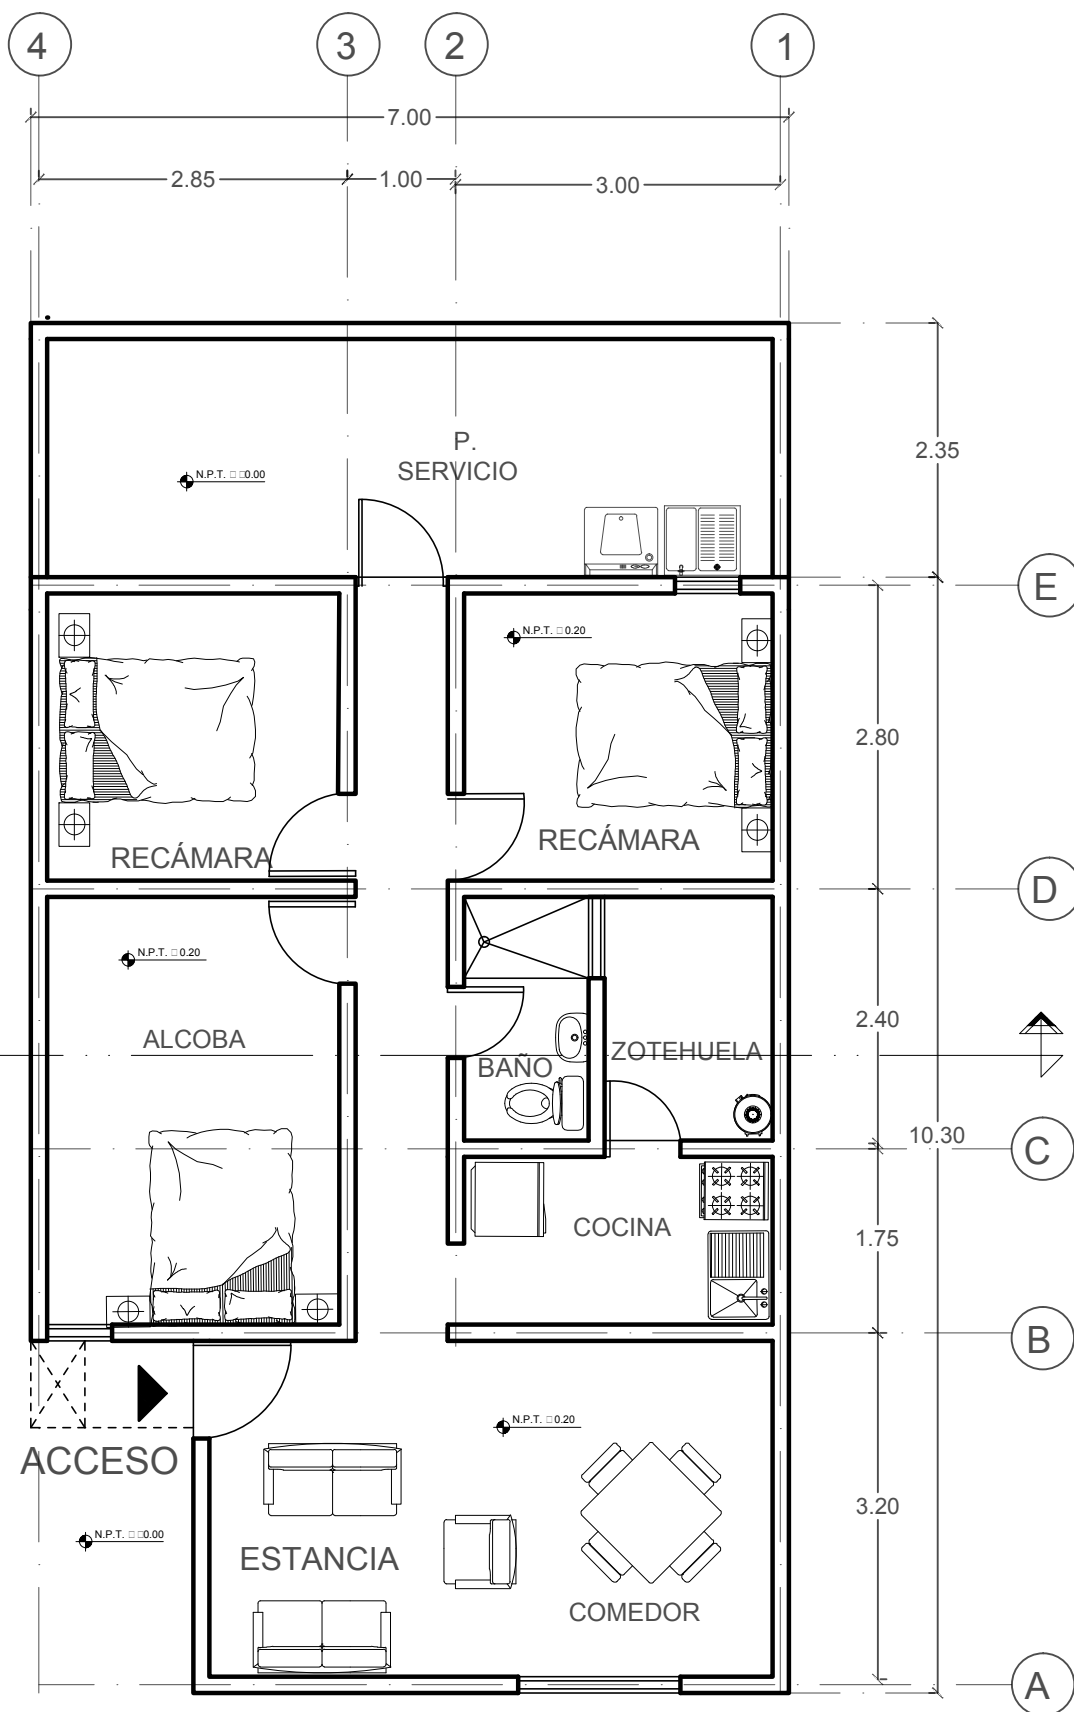 4 3 2 1
7.00
2.85 1.00 3.00
P.
SERVICIO
2.35
N.P.T. □ □0.00
E
N.P.T. □ 0.20
2.80
RECÁMARA
RECÁMARA
D
N.P.T. □ 0.20
ALCOBA
2.40
BAÑO
ZOTEHUELA
10.30
C
COCINA
1.75
B
N.P.T. □ 0.20
ACCESO
3.20
N.P.T. □ □0.00
ESTANCIA
COMEDOR
A